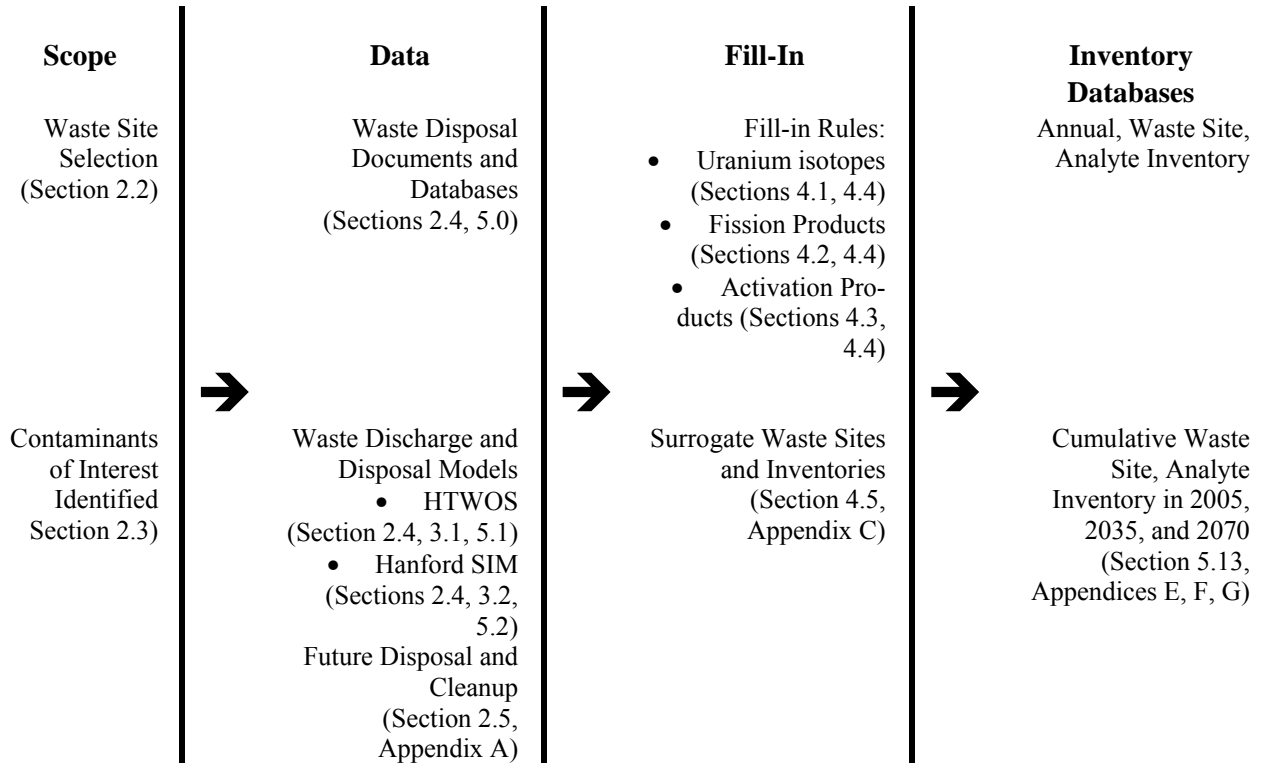 Scope
Waste Site
Selection
(Section 2.2)
Contaminants
of Interest
Identified
Section 2.3)
Data
Waste Disposal
Documents and
Databases
(Sections 2.4, 5.0)
Waste Discharge and
Disposal Models
• HTWOS
(Section 2.4, 3.1, 5.1)
• Hanford SIM
(Sections 2.4, 3.2,
5.2)
Future Disposal and
Cleanup
(Section 2.5,
Appendix A)
Fill-In
Fill-in Rules:
• Uranium isotopes
(Sections 4.1, 4.4)
• Fission Products
(Sections 4.2, 4.4)
• Activation Pro-
ducts (Sections 4.3,
4.4)
Surrogate Waste Sites
and Inventories
(Section 4.5,
Appendix C)
Inventory
Databases
Annual, Waste Site,
Analyte Inventory
Cumulative Waste
Site, Analyte
Inventory in 2005,
2035, and 2070
(Section 5.13,
Appendices E, F, G)